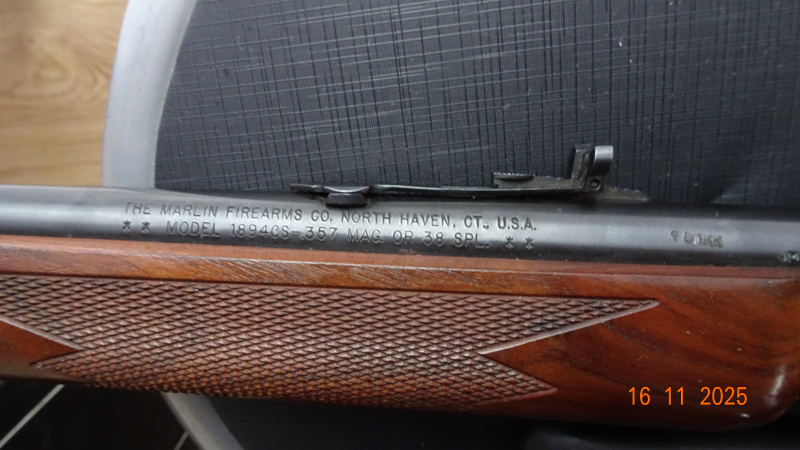 THE MARLIN FIREARMS CO. NORTH HAVEN, CT., U.S.A.
** MODEL 1894CS-.357 MAG. OR 38 SPL. **
16 11 2025